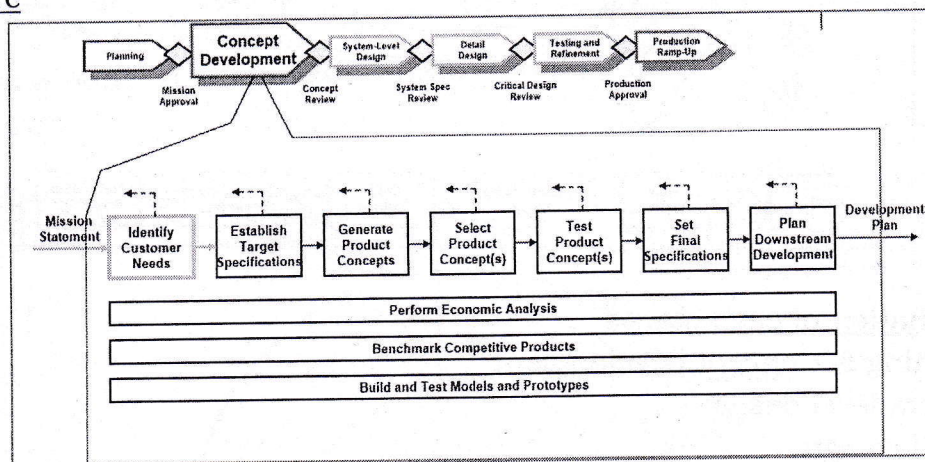 C
Planning
Concept
Development
System-Level
Design
Detail
Design
Testing and
Refinement
Production
Ramp-Up
Mission
Approval
Concept
Review
System Spec
Review
Critical Design
Review
Production
Approval
Mission
Statement
Identify
Customer
Needs
Establish
Target
Specifications
Generate
Product
Concepts
Select
Product
Concept(s)
Test
Product
Concept(s)
Set
Final
Specifications
Plan
Downstream
Development
Development
Plan
Perform Economic Analysis
Benchmark Competitive Products
Build and Test Models and Prototypes